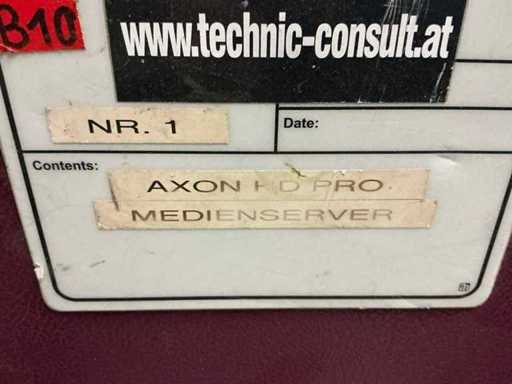 B10
www.technic-consult.at
NR. 1
Date:
Contents:
AXON HD PRO
MEDIENSERVER